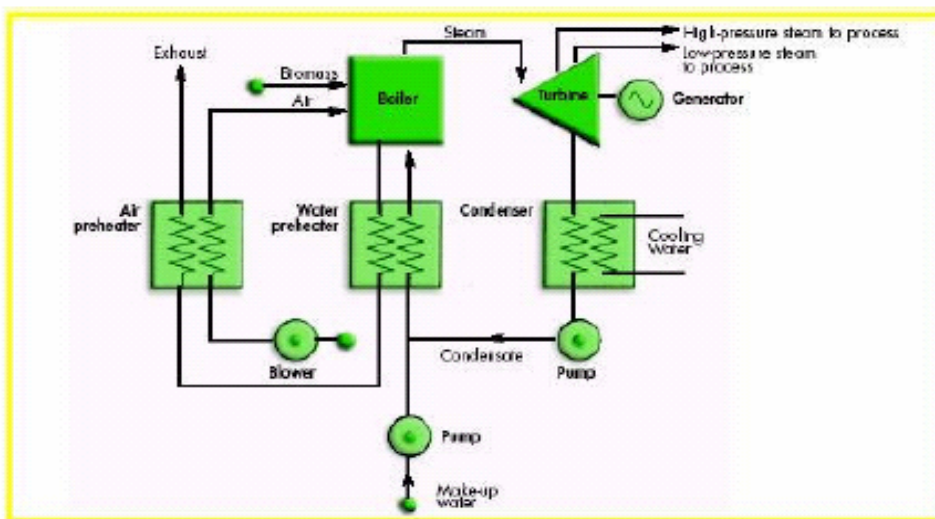 Steam
High-pressure steam to process
Low-pressure steam
to process
Exhaust
Biomass
Air
Boiler
Turbine
Generator
Air
preheater
Water
preheater
Condenser
Cooling
Water
Blower
Condensate
Pump
Pump
Make-up
water